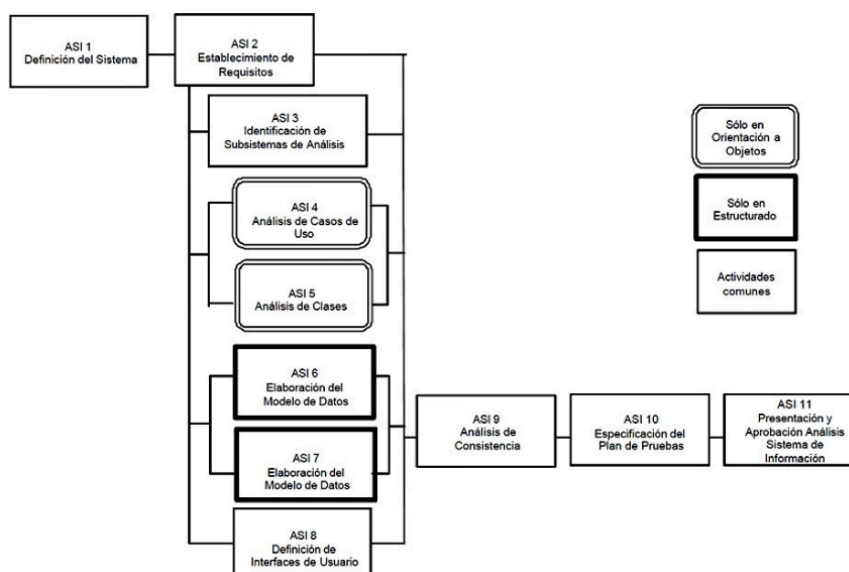 ASI 1
Definición del Sistema
ASI 2
Establecimiento de
Requisitos
ASI 3
Identificación de
Subsistemas de Análisis
ASI 4
Análisis de Casos de
Uso
ASI 5
Análisis de Clases
ASI 6
Elaboración del
Modelo de Datos
ASI 7
Elaboración del
Modelo de Datos
ASI 8
Definición de
Interfaces de Usuario
ASI 9
Análisis de
Consistencia
ASI 10
Especificación del
Plan de Pruebas
ASI 11
Presentación y
Aprobación Análisis
Sistema de
Información
Sólo en
Orientación a
Objetos
Sólo en
Estructurado
Actividades
comunes